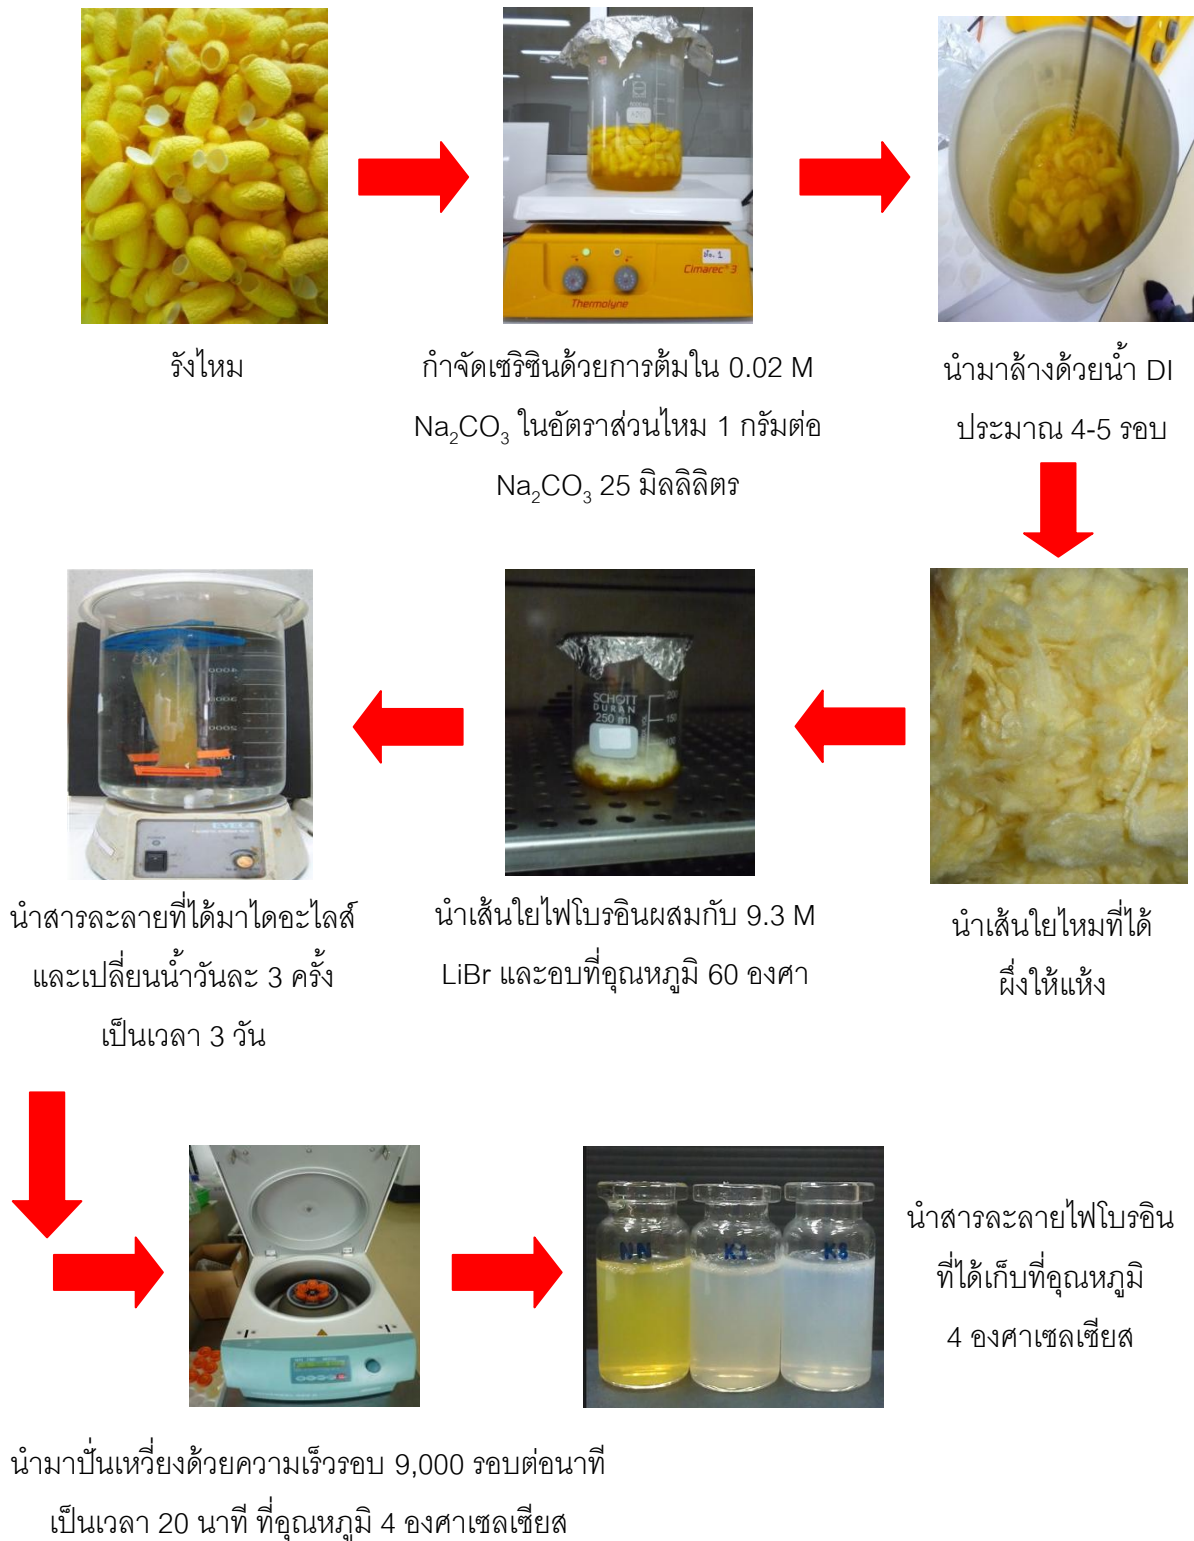 รังไหม
กำจัดเซริซินด้วยการต้มใน 0.02 M
Na₂CO₃ ในอัตราส่วนไหม 1 กรัมต่อ
Na₂CO₃ 25 มิลลิลิตร
Cimarec 3
Thermolyne
นำมาล้างด้วยน้ำ DI
ประมาณ 4-5 รอบ
นำเส้นใยไหมที่ได้
ผึ่งให้แห้ง
SCHOTT
DURAN
250 ml
200
150
นำเส้นใยไฟโบรอินผสมกับ 9.3 M
LiBr และอบที่อุณหภูมิ 60 องศา
นำสารละลายที่ได้มาไดอะไลส์
และเปลี่ยนน้ำวันละ 3 ครั้ง
เป็นเวลา 3 วัน
นำมาปั่นเหวี่ยงด้วยความเร็วรอบ 9,000 รอบต่อนาที
เป็นเวลา 20 นาที ที่อุณหภูมิ 4 องศาเซลเซียส
NN
K1
K8
นำสารละลายไฟโบรอิน
ที่ได้เก็บที่อุณหภูมิ
4 องศาเซลเซียส